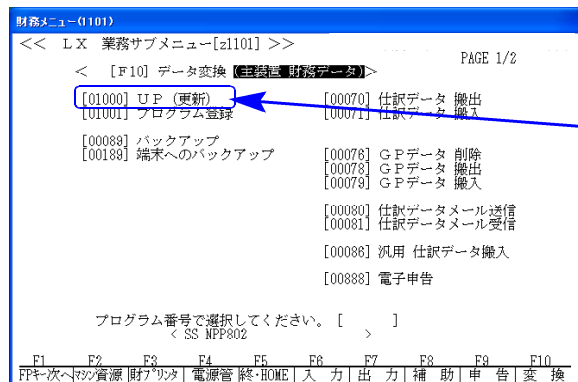 財務メニュー(1101)
<< ＬＸ 業務サブメニュー[z1101] >>
PAGE 1/2
< [F10] データ変換 (主装置 財務データ)>
[01000] ＵＰ（更新） [00070] 仕訳データ 搬出
[01001] プログラム登録 [00071] 仕訳データ 搬入
[00089] バックアップ
[00189] 端末へのバックアップ [00076] ＧＰデータ 削除
[00078] ＧＰデータ 搬出
[00079] ＧＰデータ 搬入
[00080] 仕訳データメール送信
[00081] 仕訳データメール受信
[00086] 汎用 仕訳データ搬入
[00888] 電子申告
プログラム番号で選択してください。 [ ]
< SS NPP802 >
F1 F2 F3 F4 F5 F6 F7 F8 F9 F10
FPキー次へ|マシン資源|財プリンタ|電源管|終・HOME|入 力|出 力|補 助|申 告|変 換